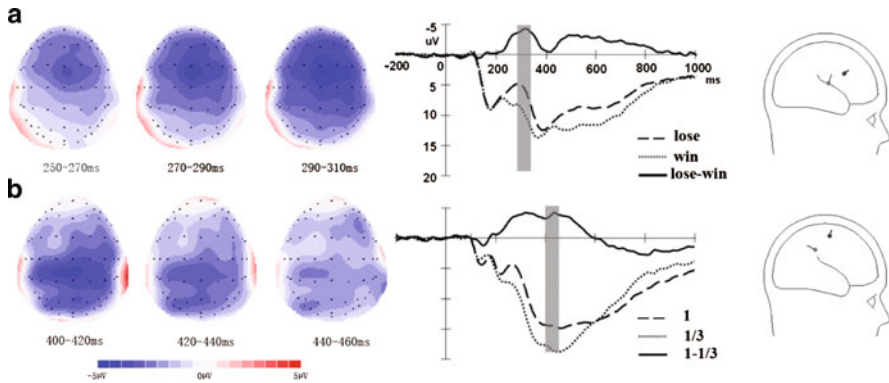 a
250-270ms
270-290ms
290-310ms
-5
uV
-200
0
200
400
600
800
1000
ms
5
10
15
20
lose
win
lose-win
b
400-420ms
420-440ms
440-460ms
-5μV
0μV
5μV
1
1/3
1-1/3